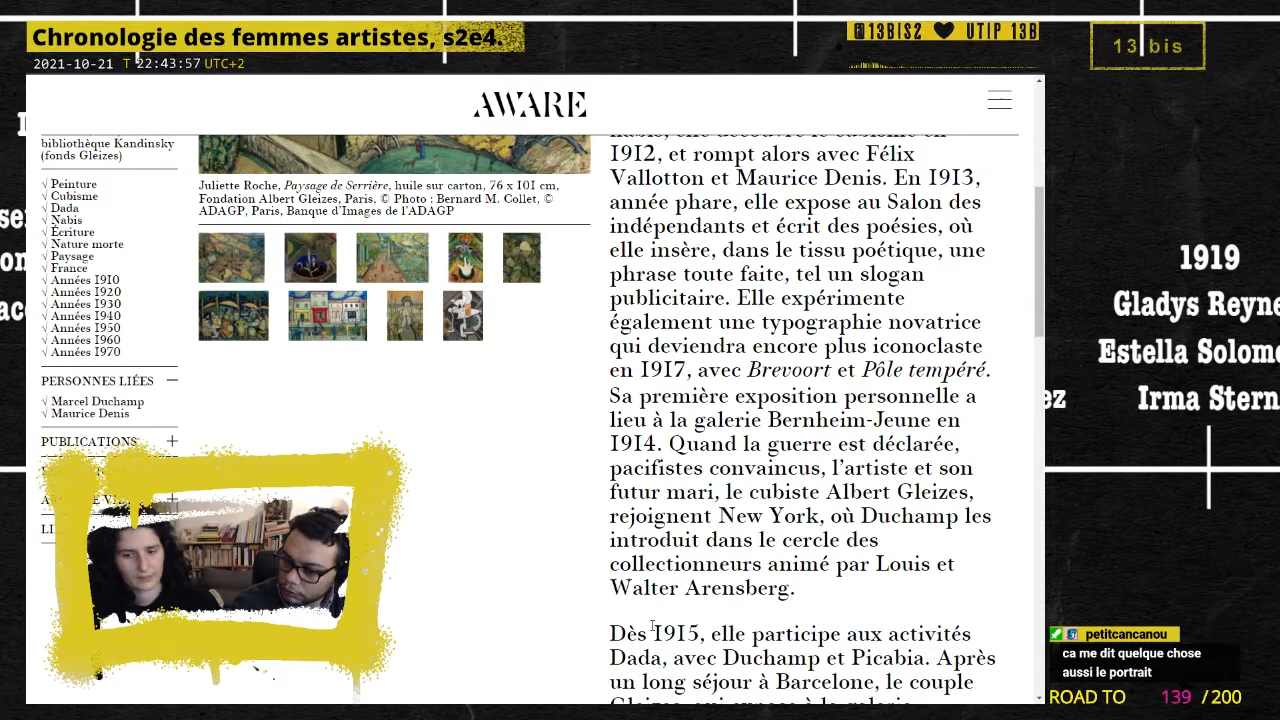 Chronologie des femmes artistes, s2e4.
2021-10-21 T 22:43:57 UTC+2
@13BIS2 ♥ UTIP 13B
13 bis
AWARE
bibliothèque Kandinsky
(fonds Gleizes)
√ Peinture
√ Cubisme
√ Dada
√ Nabis
√ Écriture
√ Nature morte
√ Paysage
√ France
√ Années 1910
√ Années 1920
√ Années 1930
√ Années 1940
√ Années 1950
√ Années 1960
√ Années 1970
PERSONNES LIÉES −
√ Marcel Duchamp
√ Maurice Denis
PUBLICATIONS +
Juliette Roche, Paysage de Serrière, huile sur carton, 76 x 101 cm,
Fondation Albert Gleizes, Paris, © Photo : Bernard M. Collet, ©
ADAGP, Paris, Banque d'Images de l'ADAGP
nabis, elle découvre le cubisme en
1912, et rompt alors avec Félix
Vallotton et Maurice Denis. En 1913,
année phare, elle expose au Salon des
indépendants et écrit des poésies, où
elle insère, dans le tissu poétique, une
phrase toute faite, tel un slogan
publicitaire. Elle expérimente
également une typographie novatrice
qui deviendra encore plus iconoclaste
en 1917, avec Brevoort et Pôle tempéré.
Sa première exposition personnelle a
lieu à la galerie Bernheim-Jeune en
1914. Quand la guerre est déclarée,
pacifistes convaincus, l'artiste et son
futur mari, le cubiste Albert Gleizes,
rejoignent New York, où Duchamp les
introduit dans le cercle des
collectionneurs animé par Louis et
Walter Arensberg.
Dès 1915, elle participe aux activités
Dada, avec Duchamp et Picabia. Après
un long séjour à Barcelone, le couple
1919
Gladys Reyne
Estella Solom
Irma Stern
petitcancanou
ca me dit quelque chose
aussi le portrait
ROAD TO 139 / 200